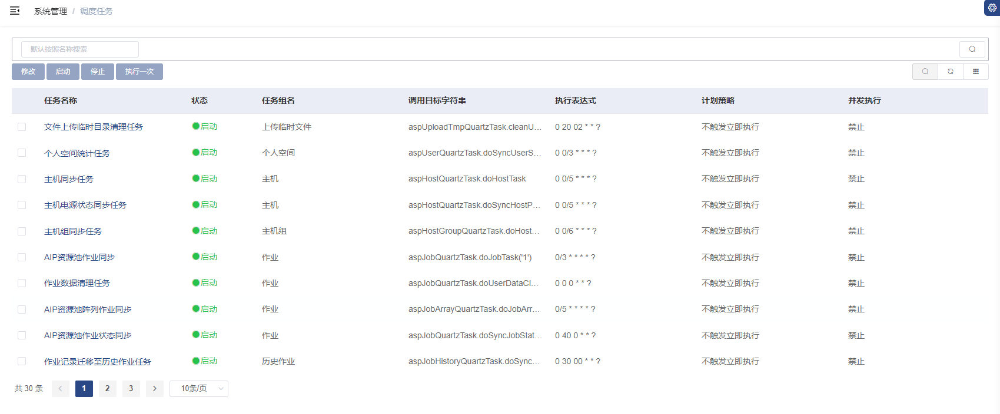 系统管理 / 调度任务
默认按照名称搜索
修改 启动 停止 执行一次
任务名称 状态 任务组名 调用目标字符串 执行表达式 计划策略 并发执行
文件上传临时目录清理任务 启动 上传临时文件 aspUploadTmpQuartzTask.cleanU... 0 20 02 * * ? 不触发立即执行 禁止
个人空间统计任务 启动 个人空间 aspUserQuartzTask.doSyncUserS... 0 0/3 * * * ? 不触发立即执行 禁止
主机同步任务 启动 主机 aspHostQuartzTask.doHostTask 0 0/5 * * * ? 不触发立即执行 禁止
主机电源状态同步任务 启动 主机 aspHostQuartzTask.doSyncHostP... 0 0/5 * * * ? 不触发立即执行 禁止
主机组同步任务 启动 主机组 aspHostGroupQuartzTask.doHost... 0 0/6 * * * ? 不触发立即执行 禁止
AIP资源池作业同步 启动 作业 aspJobQuartzTask.doJobTask('1') 0/3 * * * * ? 不触发立即执行 禁止
作业数据清理任务 启动 作业 aspJobQuartzTask.doUserDataCl... 0 0 0 * * ? 不触发立即执行 禁止
AIP资源池阵列作业同步 启动 作业 aspJobArrayQuartzTask.doJobArr... 0/5 * * * * ? 不触发立即执行 禁止
AIP资源池作业状态同步 启动 作业 aspJobQuartzTask.doSyncJobStat... 0 40 0 * * ? 不触发立即执行 禁止
作业记录迁移至历史作业任务 启动 历史作业 aspJobHistoryQuartzTask.doSync... 0 30 00 * * ? 不触发立即执行 禁止
共 30 条 1 2 3 10条/页